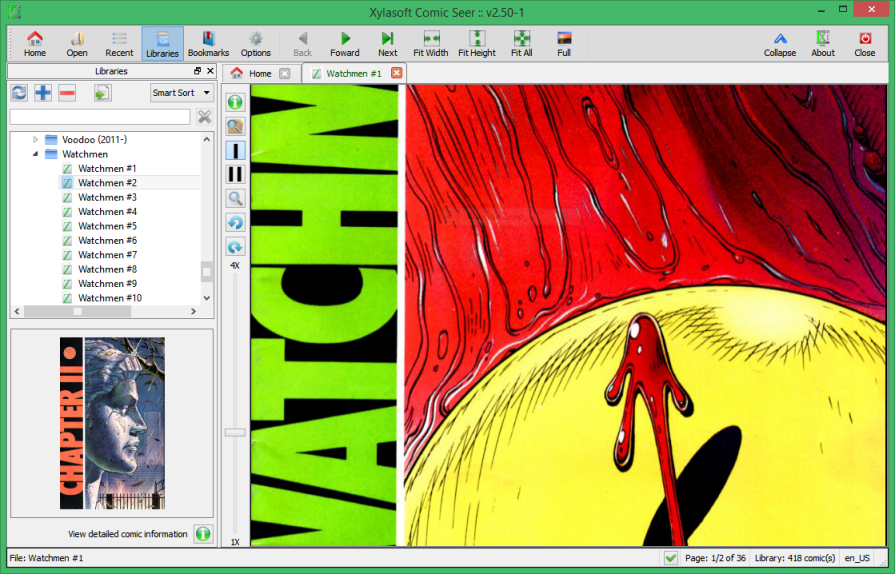 Xylasoft Comic Seer :: v2.50-1
Home Open Recent Libraries Bookmarks Options Back Foward Next Fit Width Fit Height Fit All Full Collapse About Close
Libraries
Home
Watchmen #1
Smart Sort
Voodoo (2011-)
Watchmen
Watchmen #1
Watchmen #2
Watchmen #3
Watchmen #4
Watchmen #5
Watchmen #6
Watchmen #7
Watchmen #8
Watchmen #9
Watchmen #10
4X
1X
WATCHM
CHAPTER III
View detailed comic information
File: Watchmen #1
Page: 1/2 of 36
Library: 418 comic(s)
en_US